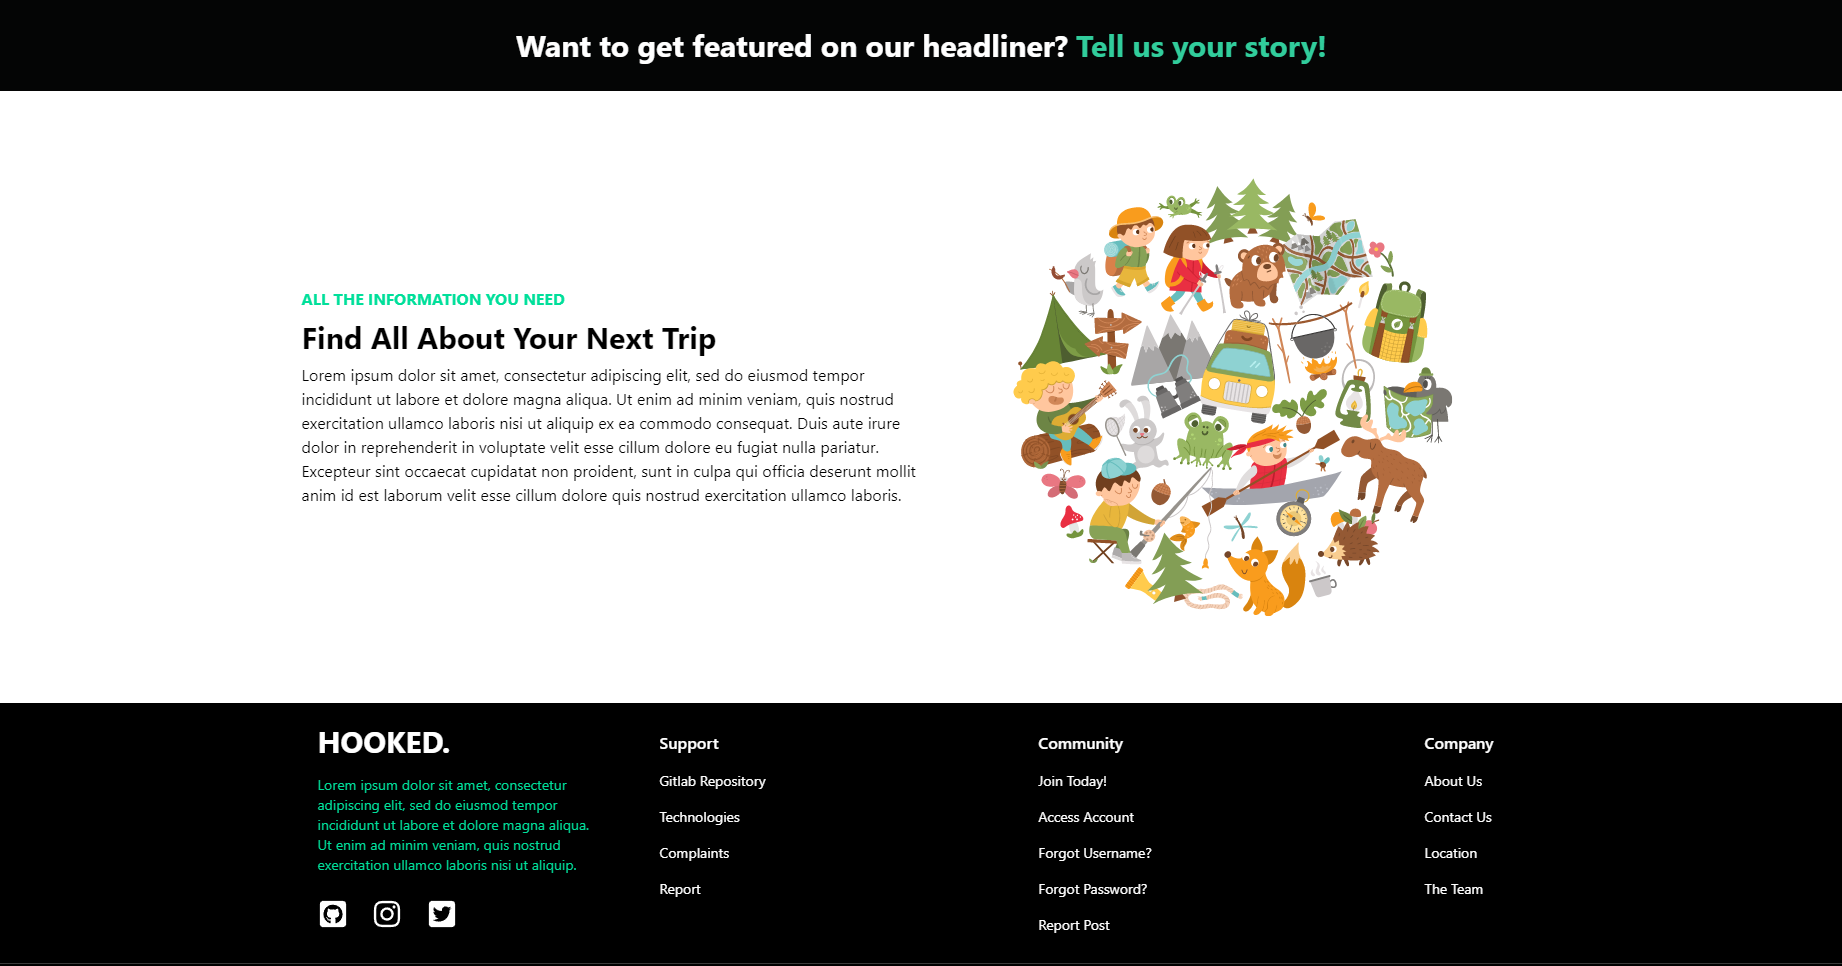 Want to get featured on our headliner? Tell us your story!
ALL THE INFORMATION YOU NEED
Find All About Your Next Trip
Lorem ipsum dolor sit amet, consectetur adipiscing elit, sed do eiusmod tempor
incididunt ut labore et dolore magna aliqua. Ut enim ad minim veniam, quis nostrud
exercitation ullamco laboris nisi ut aliquip ex ea commodo consequat. Duis aute irure
dolor in reprehenderit in voluptate velit esse cillum dolore eu fugiat nulla pariatur.
Excepteur sint occaecat cupidatat non proident, sunt in culpa qui officia deserunt mollit
anim id est laborum velit esse cillum dolore quis nostrud exercitation ullamco laboris.
HOOKED.
Lorem ipsum dolor sit amet, consectetur
adipiscing elit, sed do eiusmod tempor
incididunt ut labore et dolore magna aliqua.
Ut enim ad minim veniam, quis nostrud
exercitation ullamco laboris nisi ut aliquip.
Support
Gitlab Repository
Technologies
Complaints
Report
Community
Join Today!
Access Account
Forgot Username?
Forgot Password?
Report Post
Company
About Us
Contact Us
Location
The Team